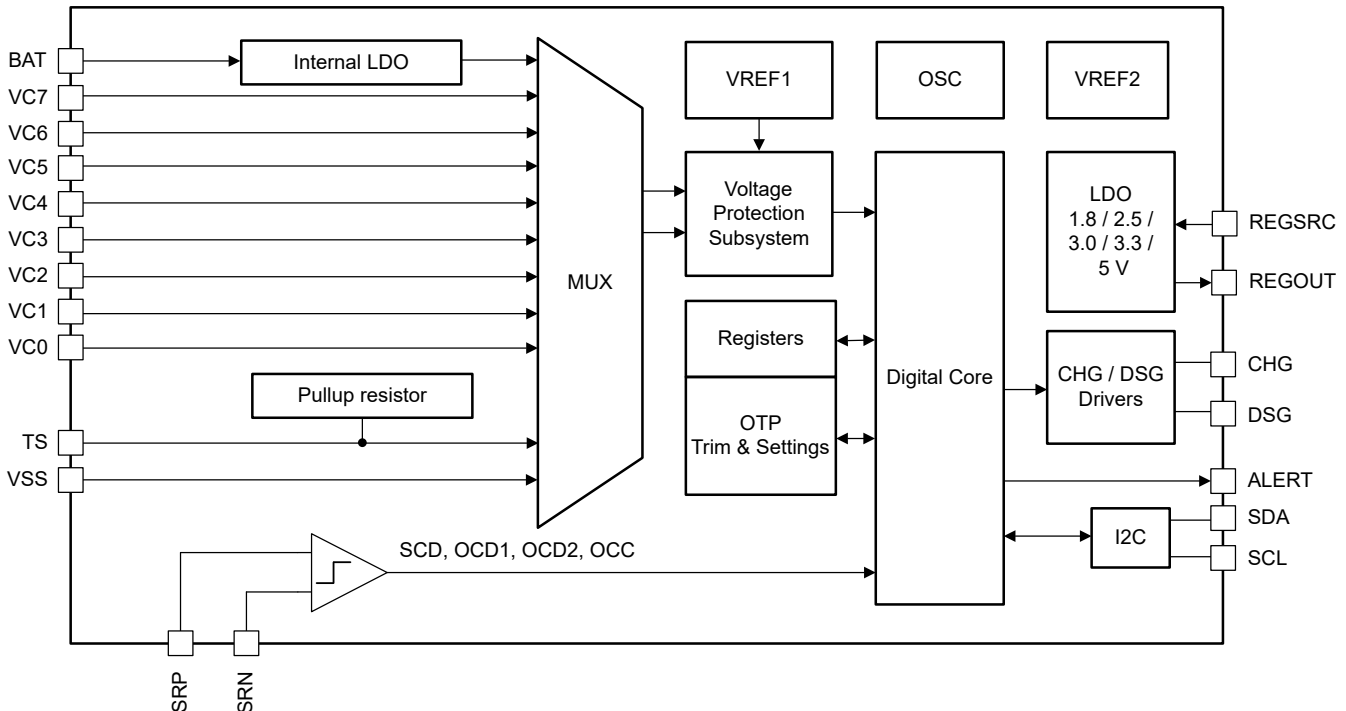 BAT
VC7
VC6
VC5
VC4
VC3
VC2
VC1
VC0
TS
VSS
Internal LDO
Pullup resistor
MUX
VREF1
OSC
VREF2
Voltage
Protection
Subsystem
Registers
OTP
Trim & Settings
Digital Core
LDO
1.8 / 2.5 /
3.0 / 3.3 /
5 V
CHG / DSG
Drivers
I2C
REGSRC
REGOUT
CHG
DSG
ALERT
SDA
SCL
SCD, OCD1, OCD2, OCC
SRP
SRN